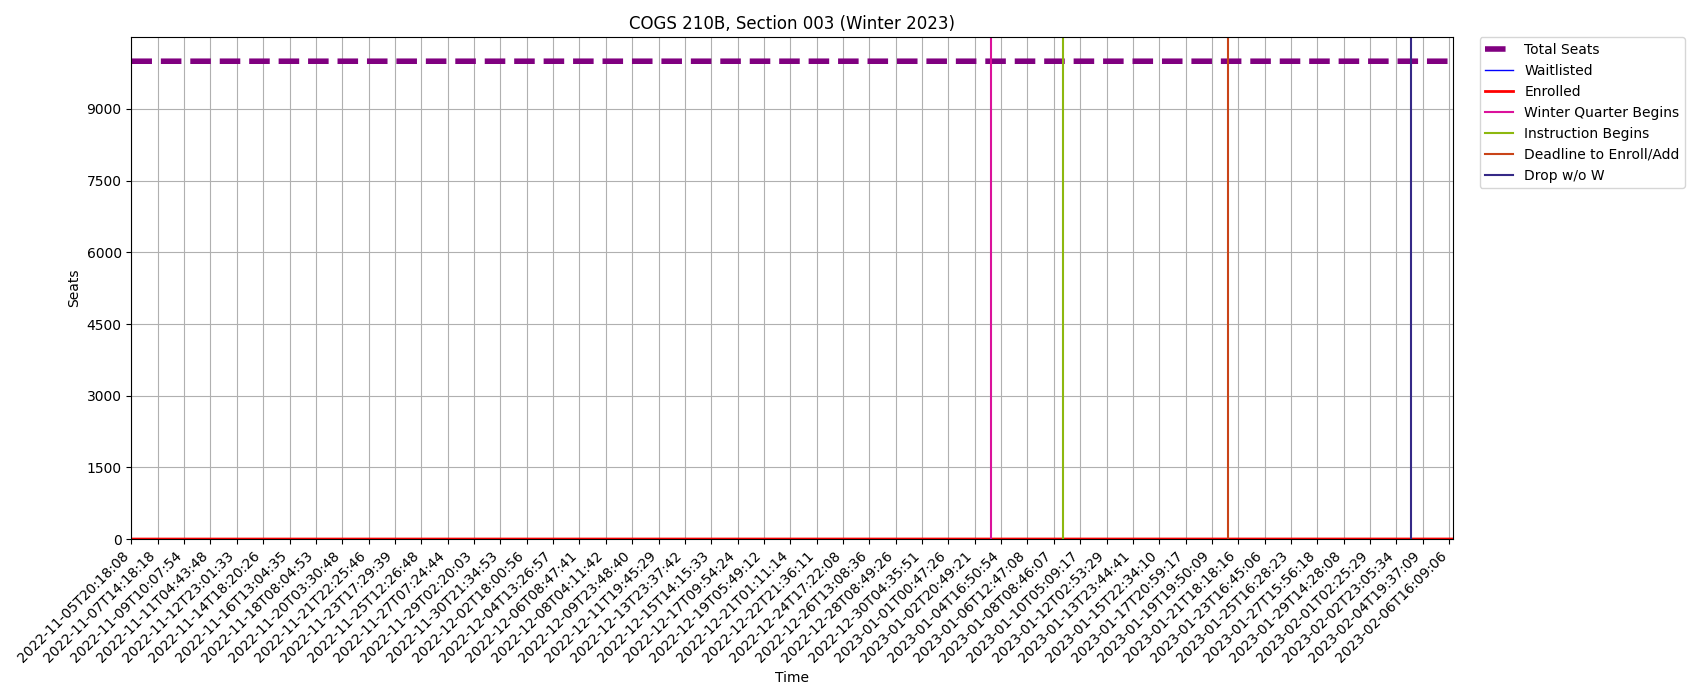 COGS 210B, Section 003 (Winter 2023)
Total Seats
Waitlisted
Enrolled
Winter Quarter Begins
Instruction Begins
Deadline to Enroll/Add
Drop w/o W
Seats
9000
7500
6000
4500
3000
1500
0
2022-11-05T20:18:08
2022-11-07T14:18:18
2022-11-09T10:07:54
2022-11-11T04:43:48
2022-11-12T23:01:33
2022-11-14T18:20:26
2022-11-16T13:04:35
2022-11-18T08:04:53
2022-11-20T03:30:48
2022-11-21T22:25:46
2022-11-23T17:29:39
2022-11-25T12:26:48
2022-11-27T07:24:44
2022-11-29T02:20:03
2022-11-30T21:34:53
2022-12-02T18:00:56
2022-12-04T13:26:57
2022-12-06T08:47:41
2022-12-08T04:11:42
2022-12-09T23:48:40
2022-12-11T19:45:29
2022-12-13T23:37:42
2022-12-15T14:15:33
2022-12-17T09:54:24
2022-12-19T05:49:12
2022-12-21T01:11:14
2022-12-22T21:36:11
2022-12-24T17:22:08
2022-12-26T13:08:36
2022-12-28T08:49:26
2022-12-30T04:35:51
2023-01-01T00:47:26
2023-01-02T20:49:21
2023-01-04T16:50:54
2023-01-06T12:47:08
2023-01-08T08:46:07
2023-01-10T05:09:17
2023-01-12T02:53:29
2023-01-13T23:44:41
2023-01-15T22:34:10
2023-01-17T20:59:17
2023-01-19T19:50:09
2023-01-21T18:18:16
2023-01-23T16:45:06
2023-01-25T16:28:23
2023-01-27T15:56:18
2023-01-29T14:28:08
2023-02-01T02:25:29
2023-02-02T23:05:34
2023-02-04T19:37:09
2023-02-06T16:09:06
Time